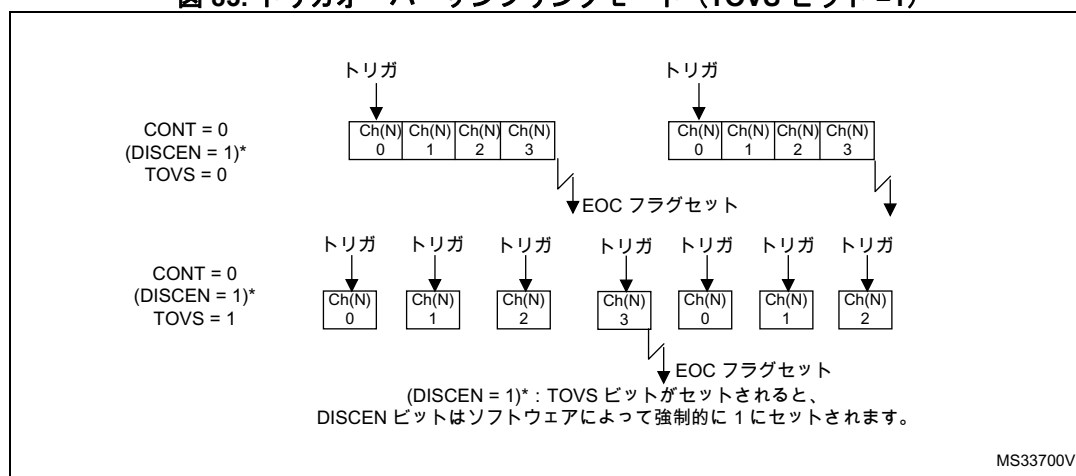 図 65. トリガオーバーサンプリングモード（TOVS ビット =1）
トリガ トリガ
CONT = 0
(DISCEN = 1)*
TOVS = 0
Ch(N) 0 Ch(N) 1 Ch(N) 2 Ch(N) 3 Ch(N) 0 Ch(N) 1 Ch(N) 2 Ch(N) 3
EOC フラグセット
トリガ トリガ トリガ トリガ トリガ トリガ トリガ
CONT = 0
(DISCEN = 1)*
TOVS = 1
Ch(N) 0 Ch(N) 1 Ch(N) 2 Ch(N) 3 Ch(N) 0 Ch(N) 1 Ch(N) 2
EOC フラグセット
(DISCEN = 1)* : TOVS ビットがセットされると、
DISCEN ビットはソフトウェアによって強制的に 1 にセットされます。
MS33700V